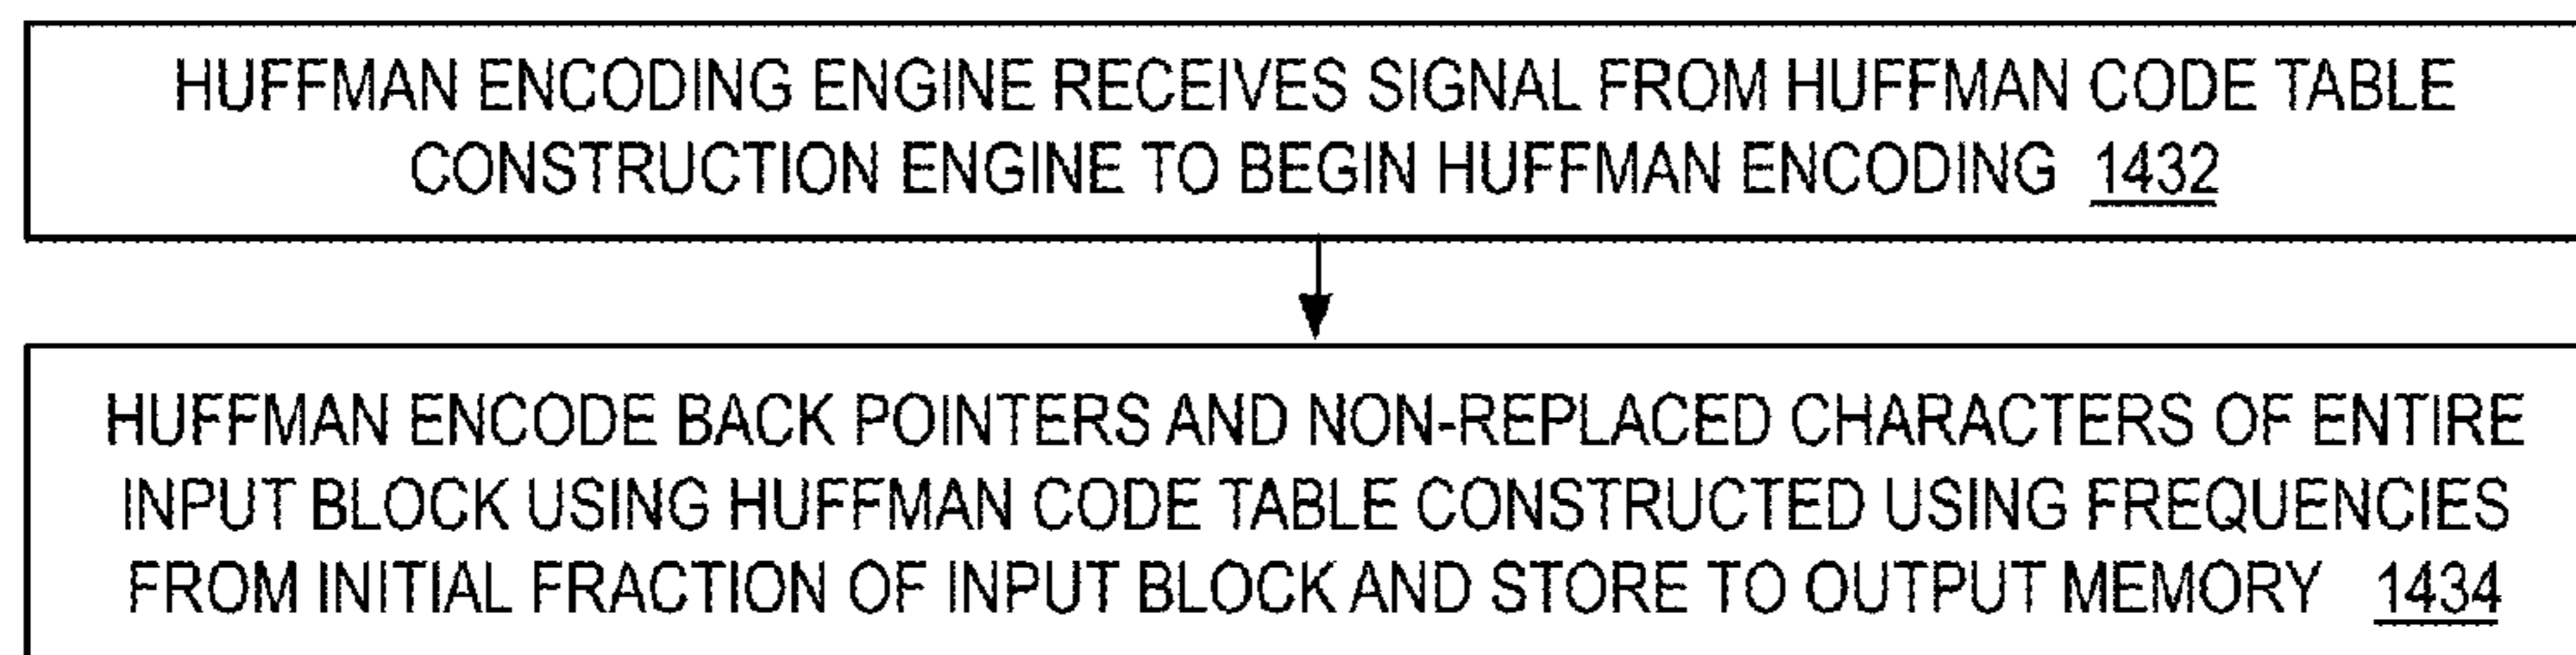 HUFFMAN ENCODING ENGINE RECEIVES SIGNAL FROM HUFFMAN CODE TABLE
CONSTRUCTION ENGINE TO BEGIN HUFFMAN ENCODING 1432
HUFFMAN ENCODE BACK POINTERS AND NON-REPLACED CHARACTERS OF ENTIRE
INPUT BLOCK USING HUFFMAN CODE TABLE CONSTRUCTED USING FREQUENCIES
FROM INITIAL FRACTION OF INPUT BLOCK AND STORE TO OUTPUT MEMORY 1434